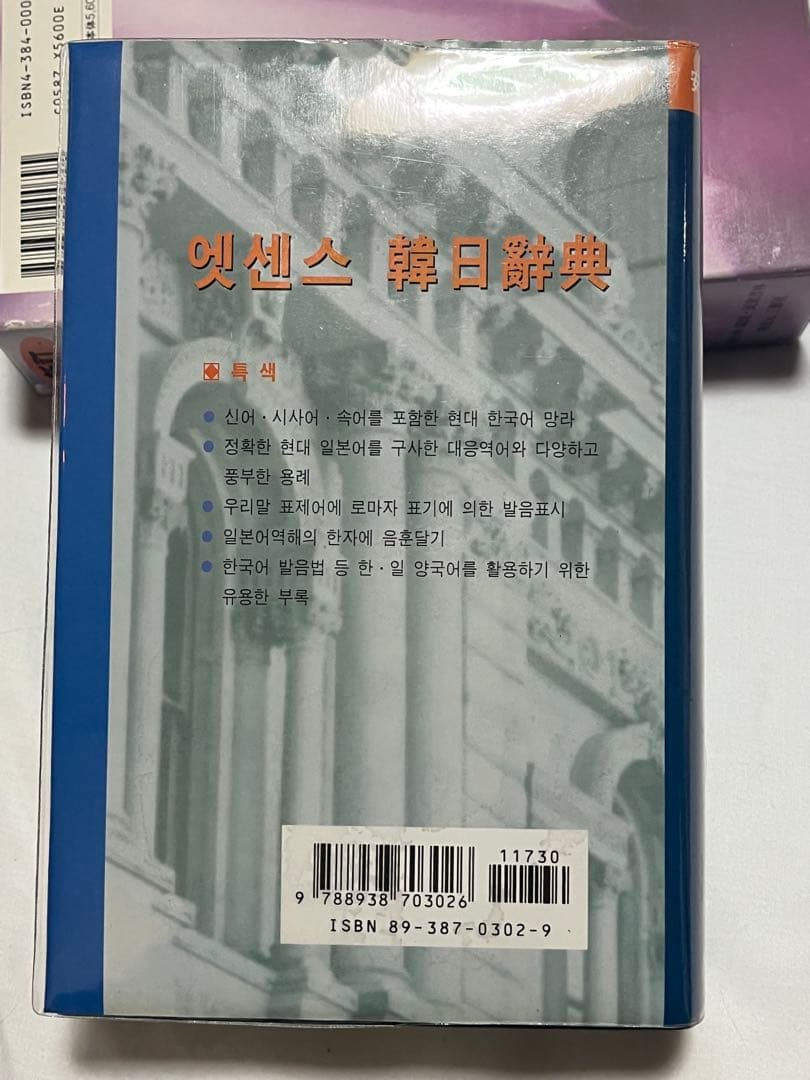 ISBN4-384-000
C0587 ¥5600E
本体5,60
엣센스 韓日辭典
특색
● 신어·시사어·속어를 포함한 현대 한국어 망라
● 정확한 현대 일본어를 구사한 대응역어와 다양하고
풍부한 용례
● 우리말 표제어에 로마자 표기에 의한 발음표시
● 일본어역해의 한자에 음훈달기
● 한국어 발음법 등 한·일 양국어를 활용하기 위한
유용한 부록
11730
9 788938 703026
ISBN 89-387-0302-9